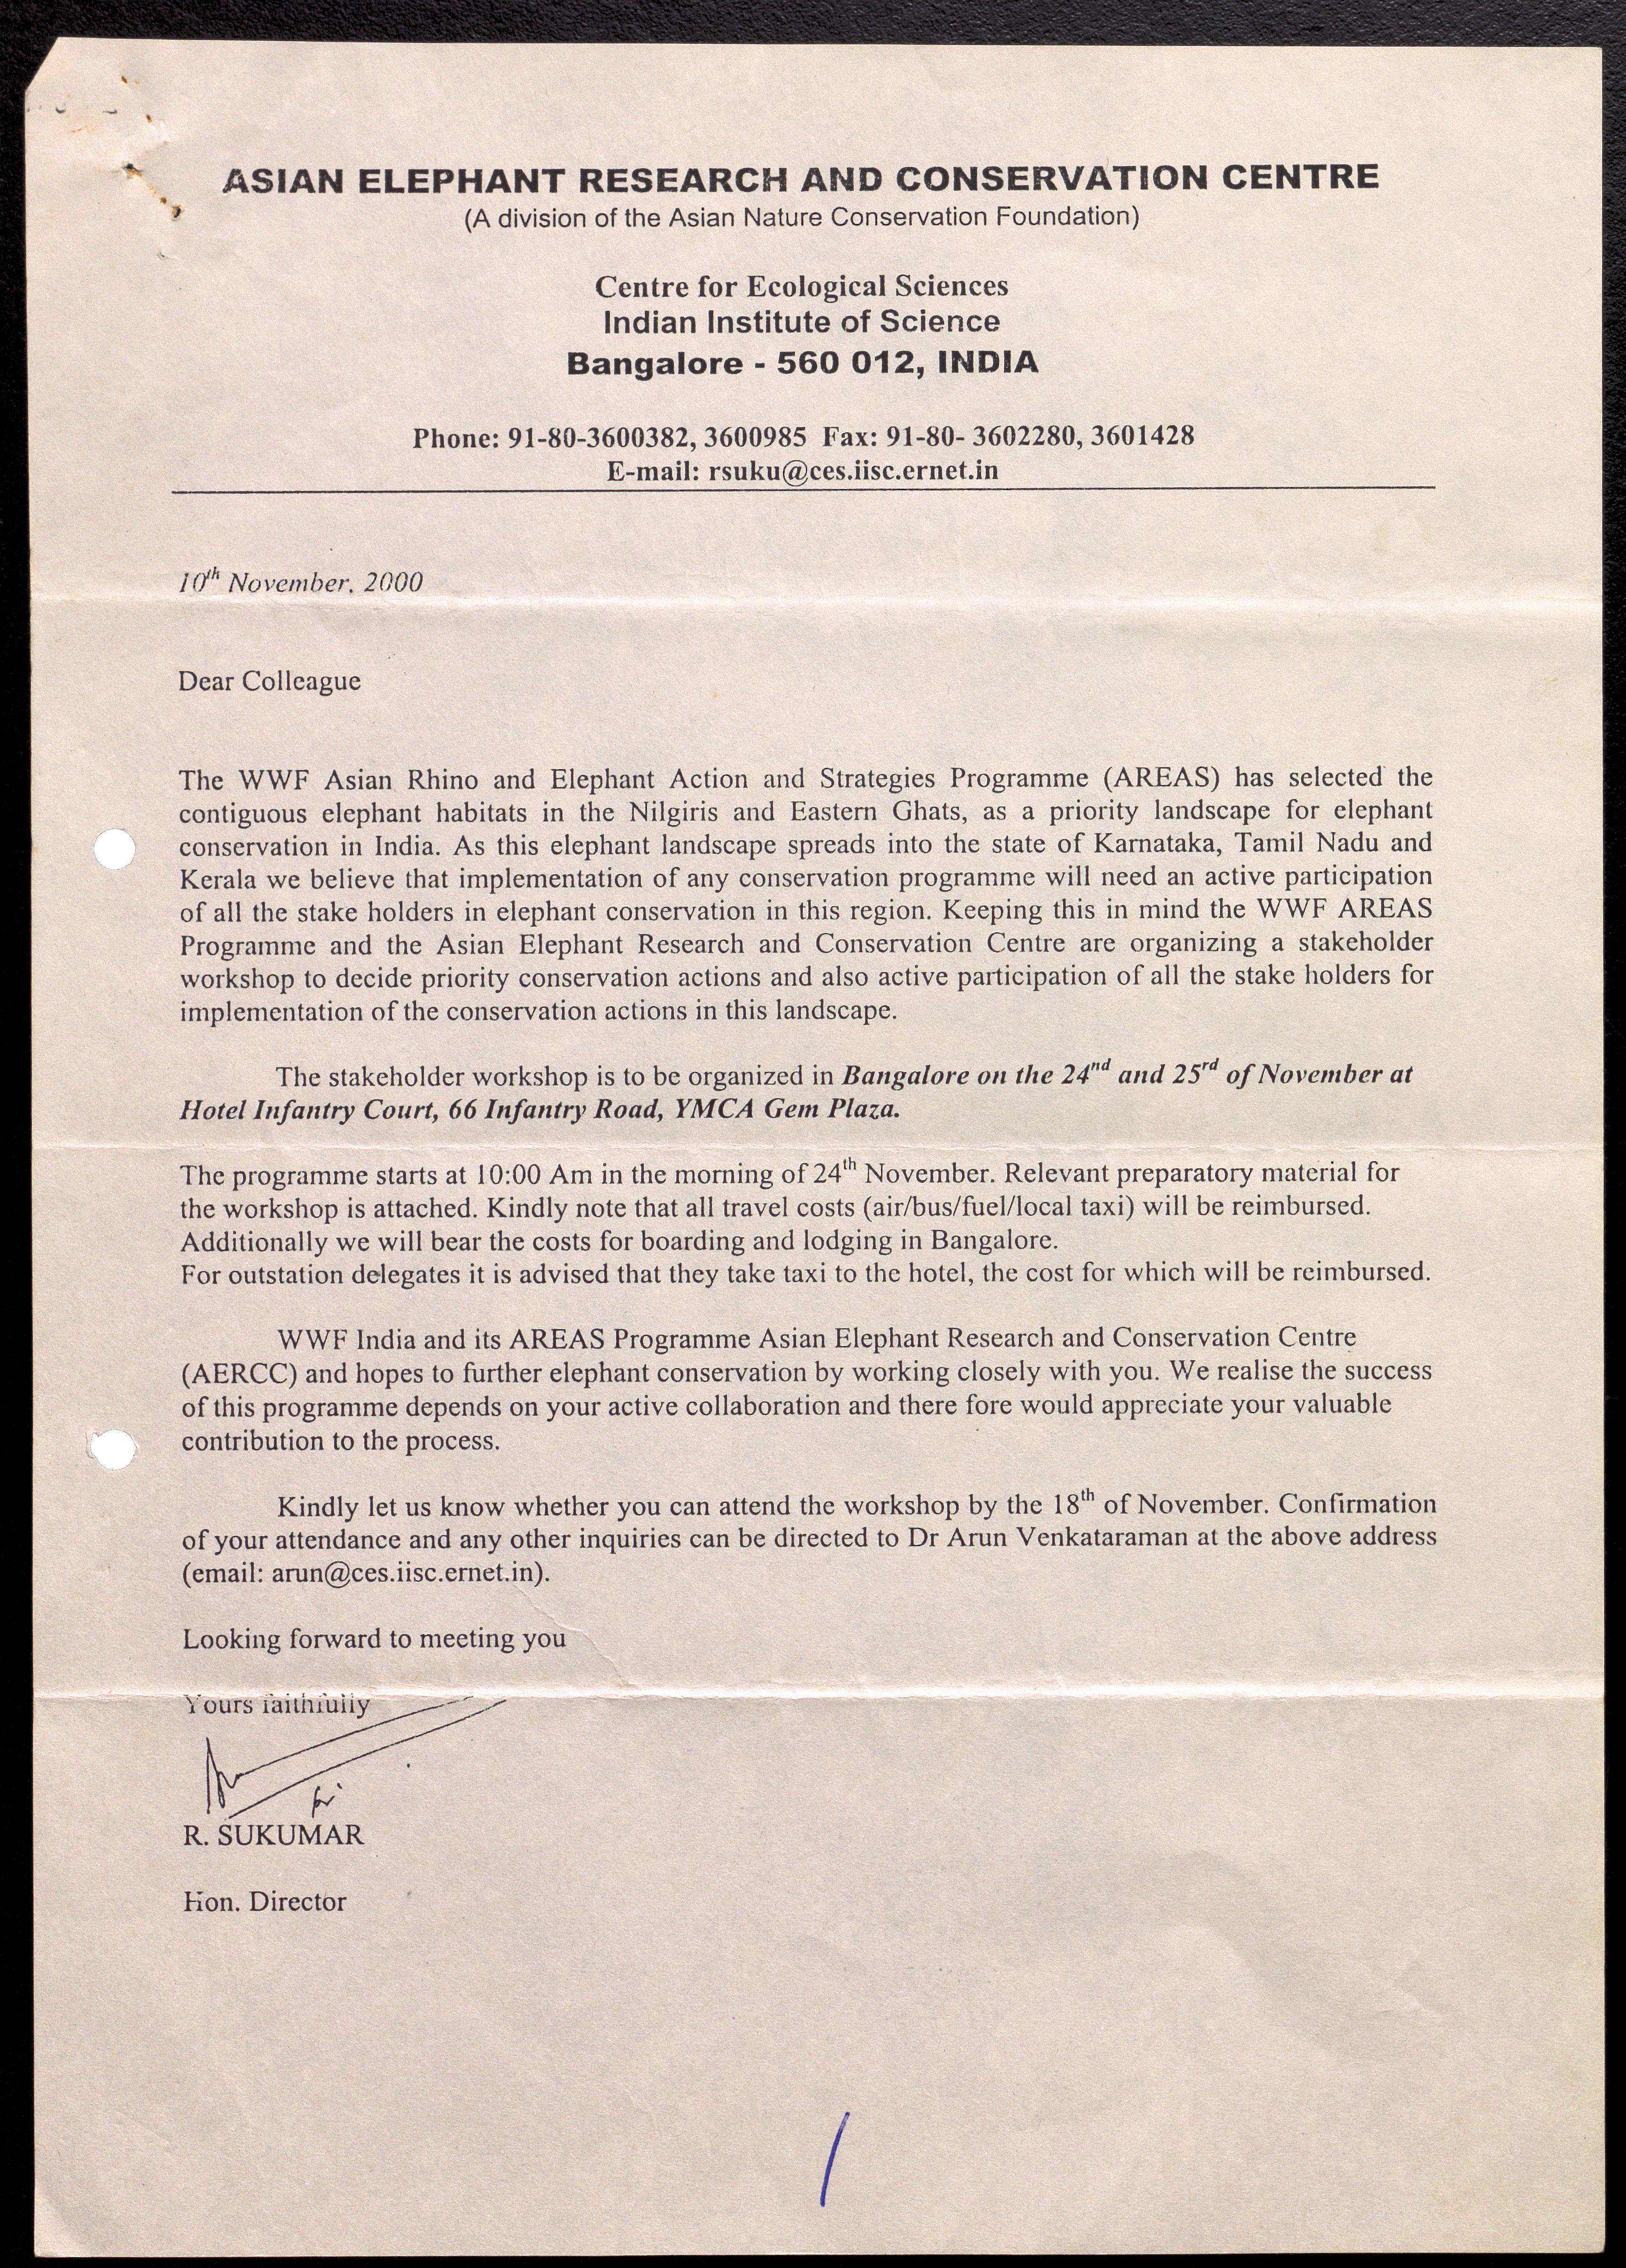 ASIAN ELEPHANT RESEARCH AND CONSERVATION CENTRE
(A division of the Asian Nature Conservation Foundation)
Centre for Ecological Sciences
Indian Institute of Science
Bangalore - 560 012, INDIA
Phone: 91-80-3600382, 3600985 Fax: 91-80- 3602280, 3601428
E-mail: rsuku@ces.iisc.ernet.in
10th November, 2000
Dear Colleague
The WWF Asian Rhino and Elephant Action and Strategies Programme (AREAS) has selected the
contiguous elephant habitats in the Nilgiris and Eastern Ghats, as a priority landscape for elephant
conservation in India. As this elephant landscape spreads into the state of Karnataka, Tamil Nadu and
Kerala we believe that implementation of any conservation programme will need an active participation
of all the stake holders in elephant conservation in this region. Keeping this in mind the WWF AREAS
Programme and the Asian Elephant Research and Conservation Centre are organizing a stakeholder
workshop to decide priority conservation actions and also active participation of all the stake holders for
implementation of the conservation actions in this landscape.
The stakeholder workshop is to be organized in Bangalore on the 24nd and 25rd of November at
Hotel Infantry Court, 66 Infantry Road, YMCA Gem Plaza.
The programme starts at 10:00 Am in the morning of 24th November. Relevant preparatory material for
the workshop is attached. Kindly note that all travel costs (air/bus/fuel/local taxi) will be reimbursed.
Additionally we will bear the costs for boarding and lodging in Bangalore.
For outstation delegates it is advised that they take taxi to the hotel, the cost for which will be reimbursed.
WWF India and its AREAS Programme Asian Elephant Research and Conservation Centre
(AERCC) and hopes to further elephant conservation by working closely with you. We realise the success
of this programme depends on your active collaboration and there fore would appreciate your valuable
contribution to the process.
Kindly let us know whether you can attend the workshop by the 18th of November. Confirmation
of your attendance and any other inquiries can be directed to Dr Arun Venkataraman at the above address
(email: arun@ces.iisc.ernet.in).
Looking forward to meeting you
Yours faithfully
R. SUKUMAR
Hon. Director